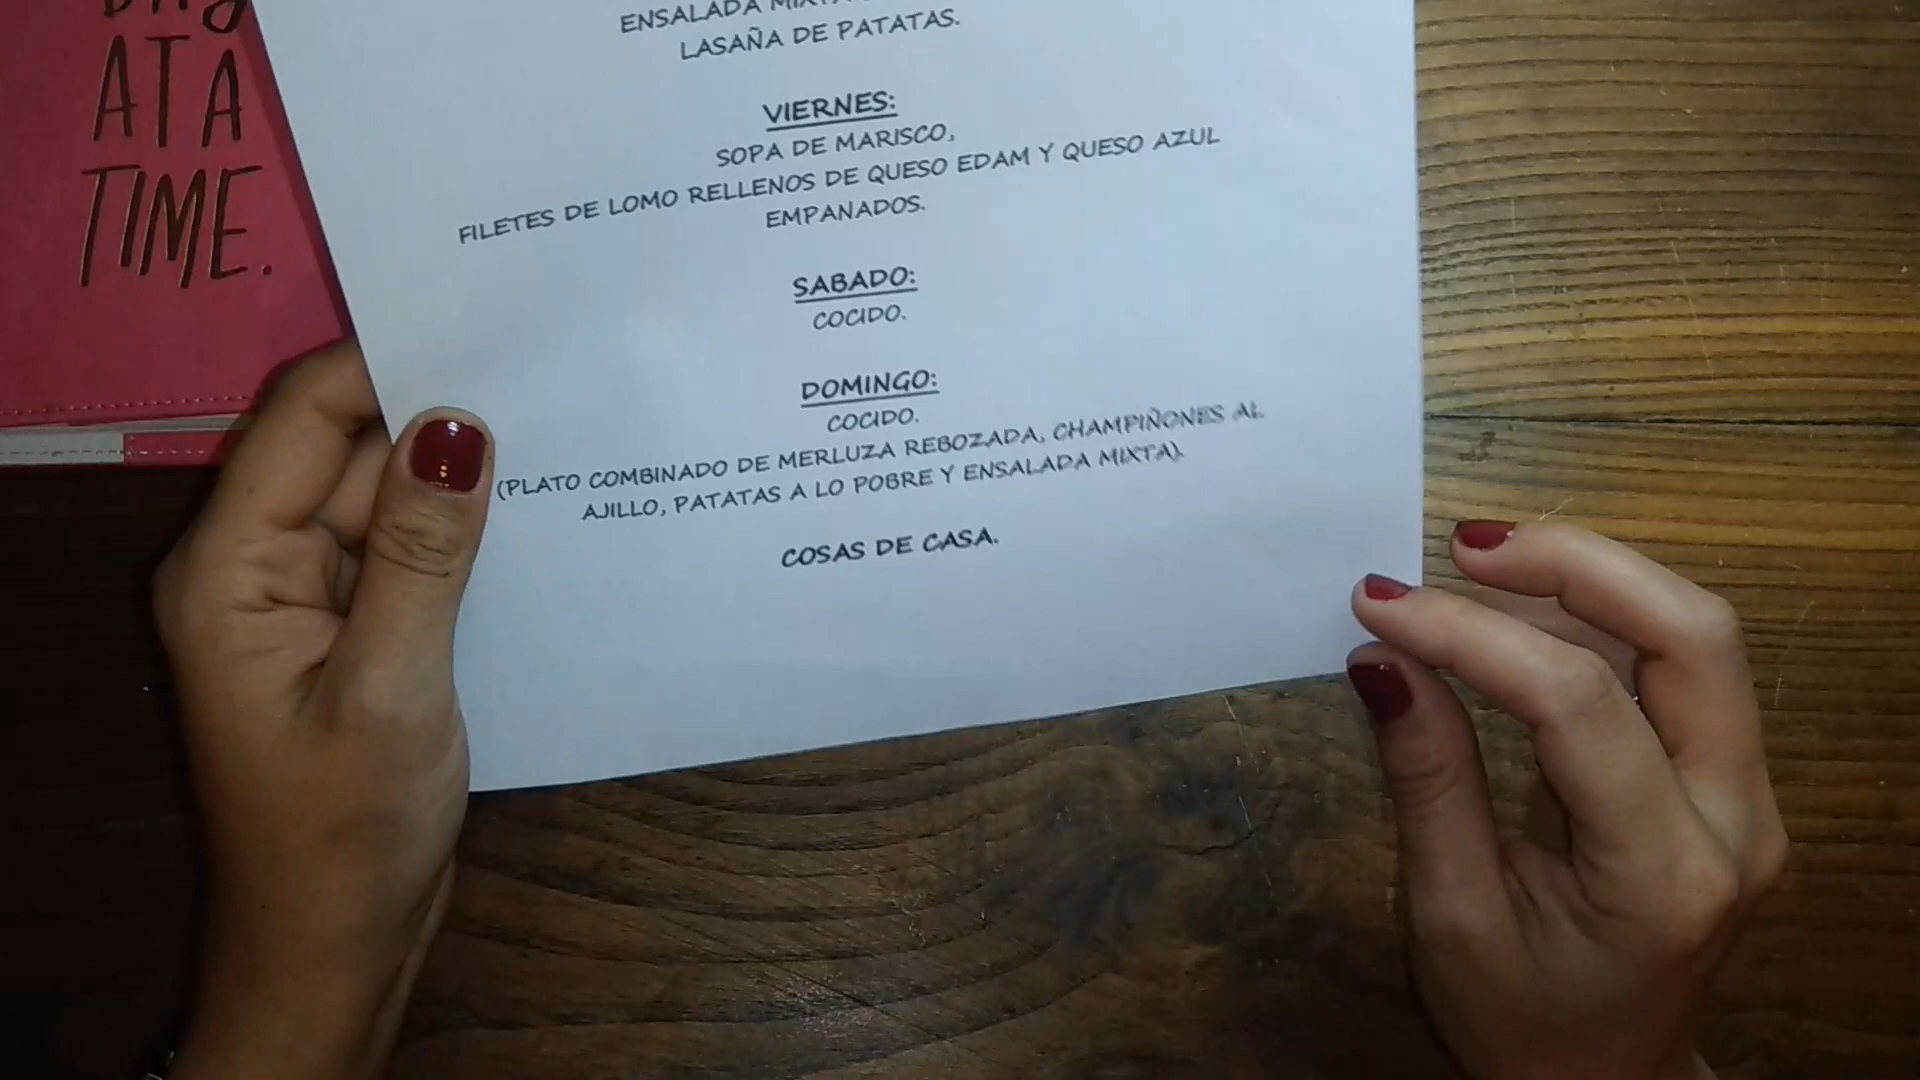 ATA
TIME.
ENSALADA MIXTA
LASAÑA DE PATATAS.
VIERNES:
SOPA DE MARISCO,
FILETES DE LOMO RELLENOS DE QUESO EDAM Y QUESO AZUL
EMPANADOS.
SABADO:
COCIDO.
DOMINGO:
COCIDO.
(PLATO COMBINADO DE MERLUZA REBOZADA, CHAMPIÑONES AL
AJILLO, PATATAS A LO POBRE Y ENSALADA MIXTA).
COSAS DE CASA.